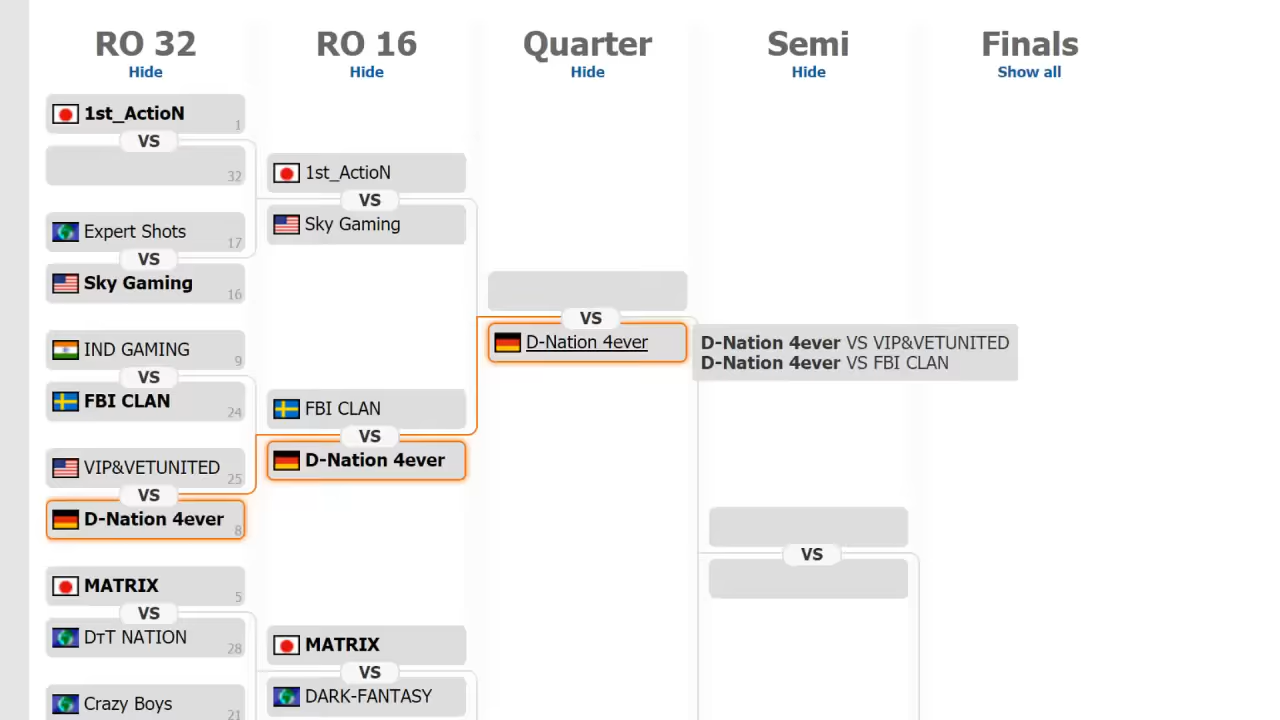 RO 32
Hide
1st_ActioN
1
VS
32
Expert Shots
17
VS
Sky Gaming
16
IND GAMING
9
VS
FBI CLAN
24
VIP&VETUNITED
25
VS
D-Nation 4ever
8
MATRIX
5
VS
DтT NATION
28
Crazy Boys
21
RO 16
Hide
1st_ActioN
VS
Sky Gaming
FBI CLAN
VS
D-Nation 4ever
MATRIX
VS
DARK-FANTASY
Quarter
Hide
VS
D-Nation 4ever
D-Nation 4ever VS VIP&VETUNITED
D-Nation 4ever VS FBI CLAN
Semi
Hide
VS
Finals
Show all